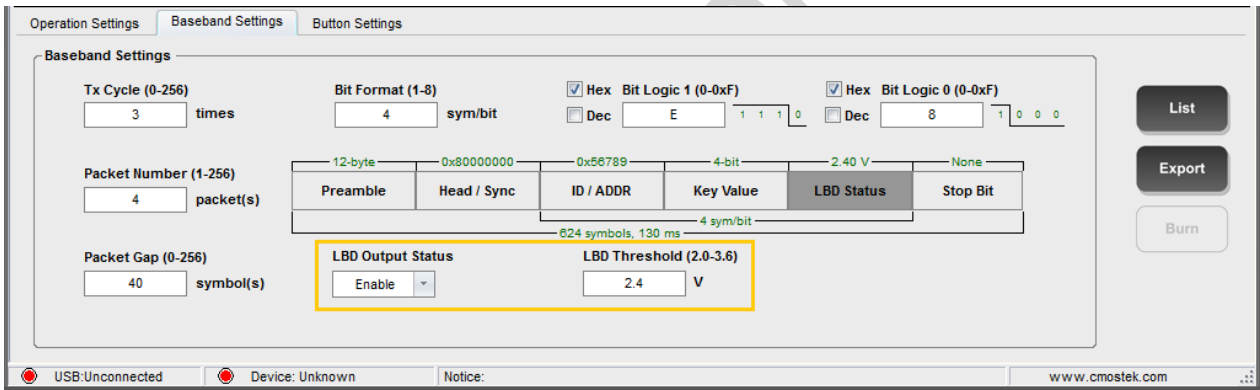 Operation Settings Baseband Settings Button Settings
Baseband Settings
Tx Cycle (0-256) Bit Format (1-8) Hex Bit Logic 1 (0-0xF) Hex Bit Logic 0 (0-0xF)
3 times 4 sym/bit Dec E 1 1 1 0 Dec 8 1 0 0 0
List
12-byte 0x80000000 0x56789 4-bit 2.40 V None
Packet Number (1-256) Preamble Head / Sync ID / ADDR Key Value LBD Status Stop Bit
Export
4 packet(s)
4 sym/bit
624 symbols, 130 ms
Burn
Packet Gap (0-256) LBD Output Status LBD Threshold (2.0-3.6)
40 symbol(s) Enable 2.4 V
USB:Unconnected Device: Unknown Notice: www.cmostek.com